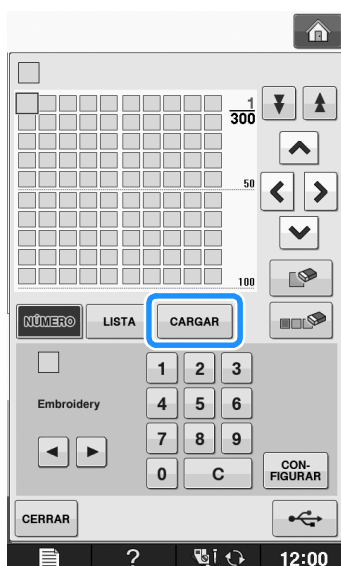 1
300
50
100
NÚMERO LISTA CARGAR
1 2 3
Embroidery 4 5 6
7 8 9
0 C CON-
FIGURAR
CERRAR
? 12:00